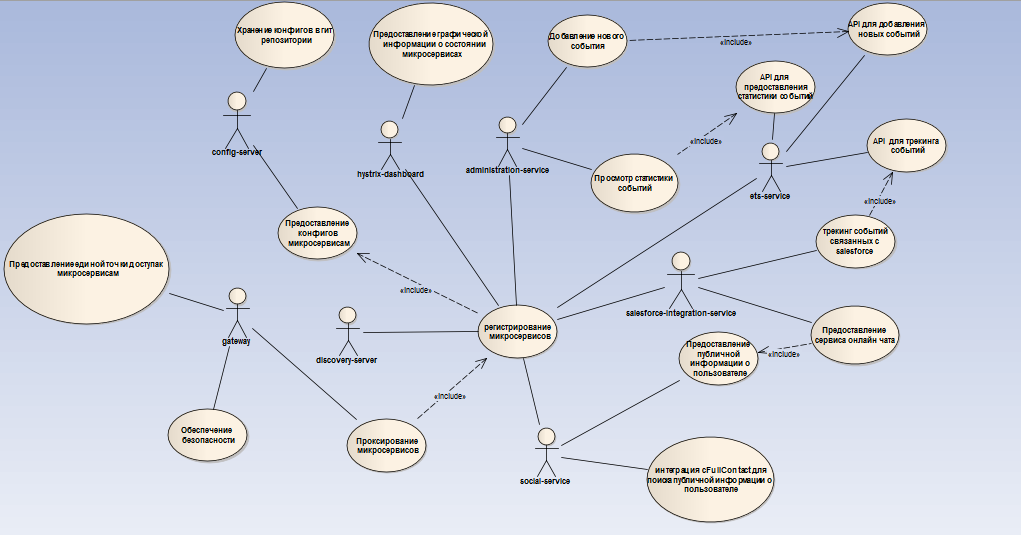 Хранение конфигов в гит
репозитории
Предоставление графической
информации о состоянии
микросервисах
Добавление нового
события
«include»
API для добавления
новых событий
API для
предоставления
статистики событий
config-server
hystrix-dashboard
administration-service
«include»
API для трекинга
событий
Просмотр статистики
событий
ets-service
«include»
Предоставление
конфигов
микросервисам
трекинг событий
связанных с
salesforce
Предоставление единой точки доступа к
микросервисам
«include»
salesforce-integration-service
gateway
discovery-server
регистрирование
микросервисов
Предоставление
сервиса онлайн чата
Предоставление
публичной
информации о
пользователе
«include»
«include»
Обеспечение
безопасности
Проксирование
микросервисов
social-service
интеграция с FullContact для
поиска публичной информации о
пользователе